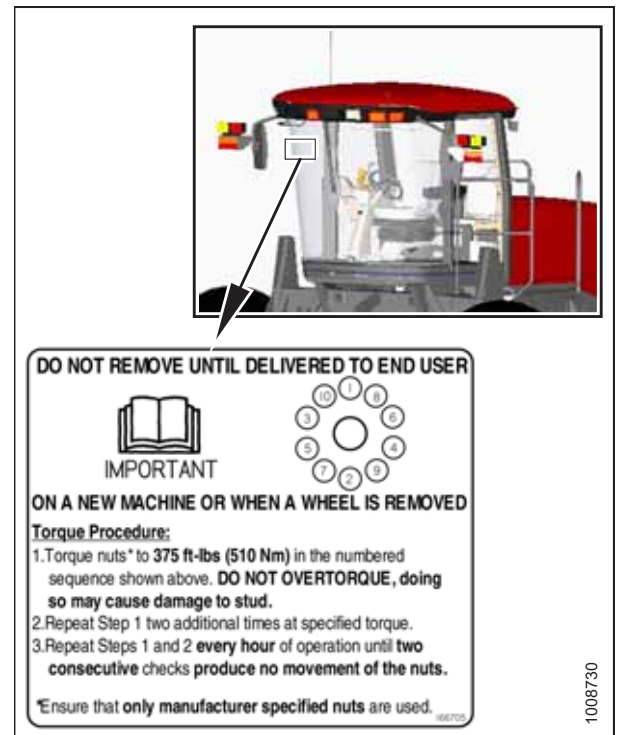 DO NOT REMOVE UNTIL DELIVERED TO END USER
10 1 8
3 6
5 4
7 2 9
IMPORTANT
ON A NEW MACHINE OR WHEN A WHEEL IS REMOVED
Torque Procedure:
1.Torque nuts* to 375 ft-lbs (510 Nm) in the numbered
sequence shown above. DO NOT OVERTORQUE, doing
so may cause damage to stud.
2.Repeat Step 1 two additional times at specified torque.
3.Repeat Steps 1 and 2 every hour of operation until two
consecutive checks produce no movement of the nuts.
*Ensure that only manufacturer specified nuts are used.
1008730